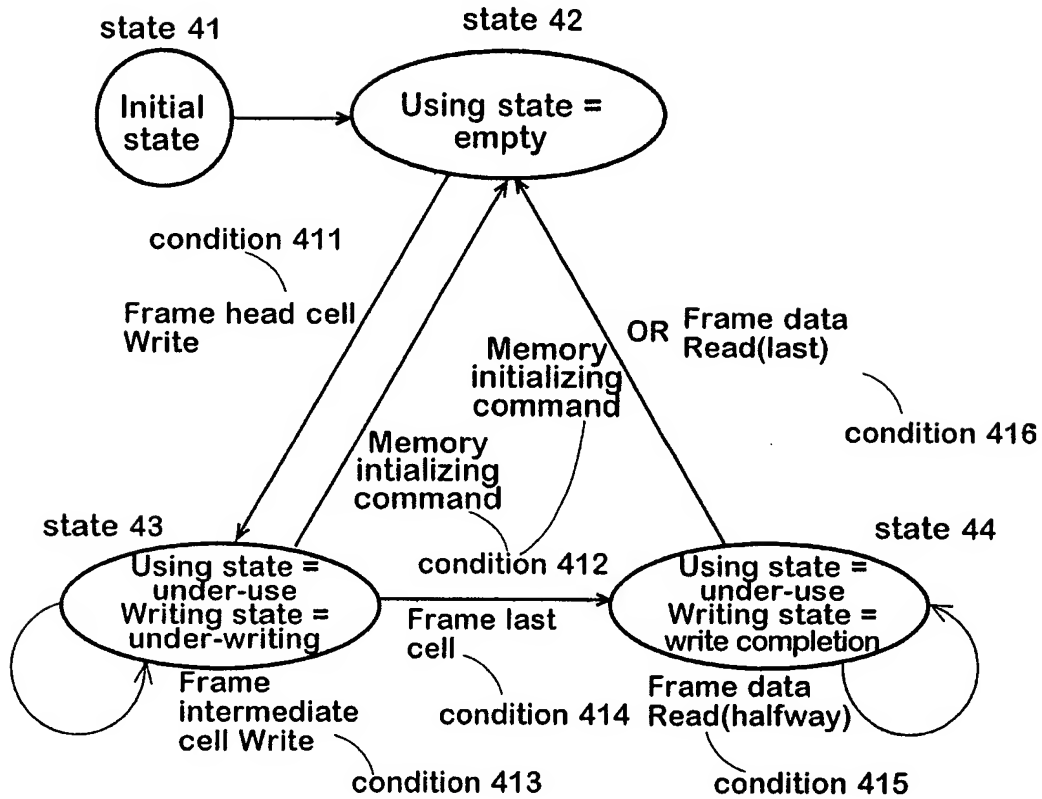 state 41
state 42
Initial
state
Using state =
empty
condition 411
Frame head cell
Write
OR Frame data
Read(last)
Memory
initializing
command
condition 416
Memory
intializing
command
state 43
state 44
condition 412
Using state =
under-use
Writing state =
under-writing
Using state =
under-use
Writing state =
write completion
Frame last
cell
Frame
intermediate
cell Write
Frame data
Read(halfway)
condition 414
condition 413
condition 415